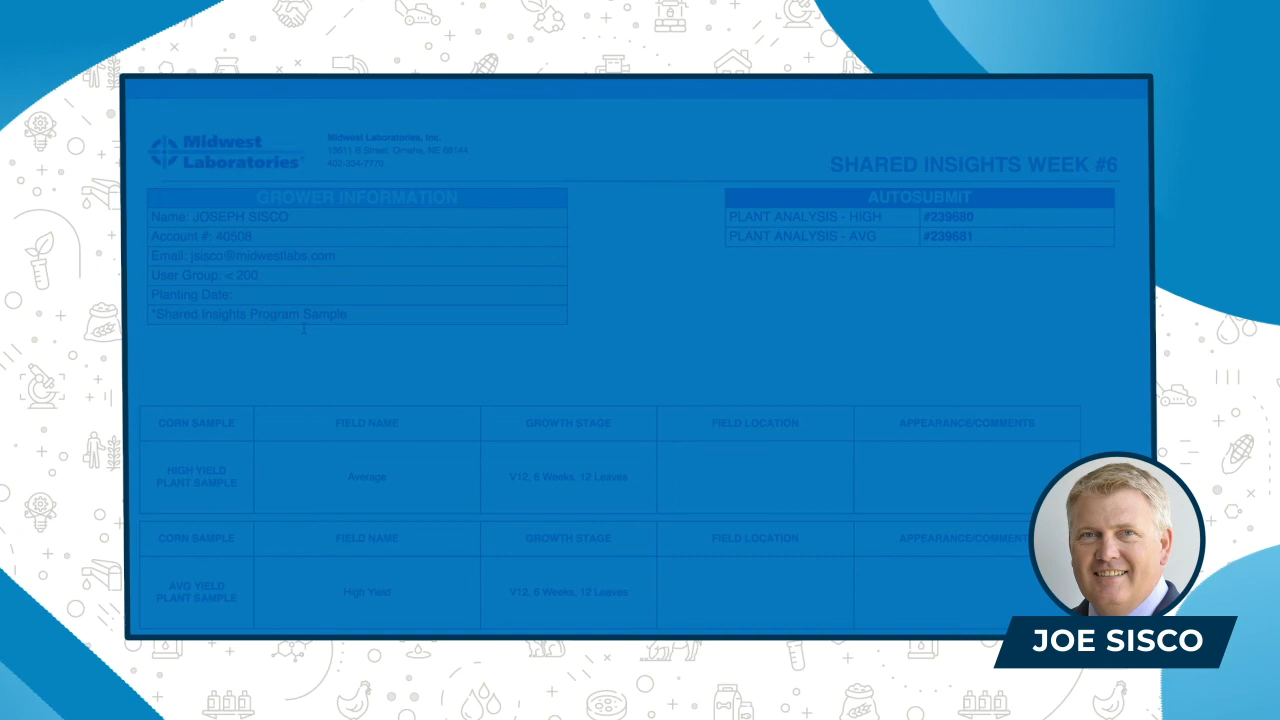 Midwest
Laboratories®
Midwest Laboratories, Inc.
13611 B Street, Omaha, NE 68144
402-334-7770
SHARED INSIGHTS WEEK #6
GROWER INFORMATION
Name: JOSEPH SISCO
Account #: 40508
Email: jsisco@midwestlabs.com
User Group: < 200
Planting Date:
*Shared Insights Program Sample
AUTOSUBMIT
PLANT ANALYSIS - HIGH #239680
PLANT ANALYSIS - AVG #239681
CORN SAMPLE FIELD NAME GROWTH STAGE FIELD LOCATION APPEARANCE/COMMENTS
HIGH YIELD
PLANT SAMPLE Average V12, 6 Weeks, 12 Leaves
CORN SAMPLE FIELD NAME GROWTH STAGE FIELD LOCATION APPEARANCE/COMMENT
AVG YIELD
PLANT SAMPLE High Yield V12, 6 Weeks, 12 Leaves
JOE SISCO